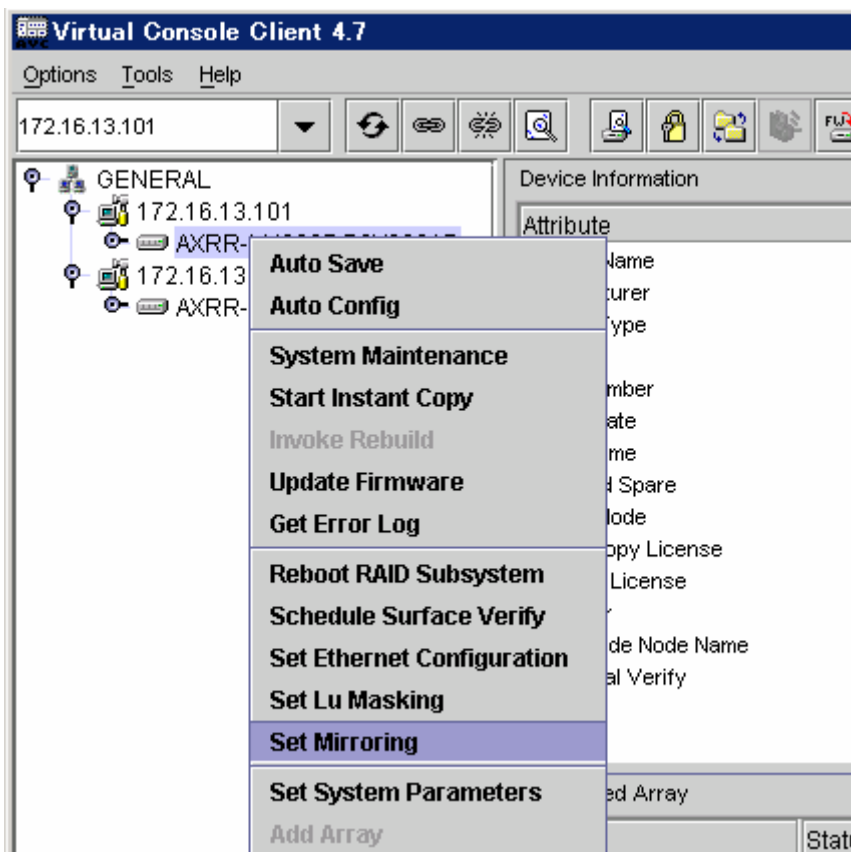 Virtual Console Client 4.7
AVC
Options Tools Help
172.16.13.101
FW
GENERAL
172.16.13.101
AXRR-
172.16.13
AXRR-
Auto Save
Auto Config
System Maintenance
Start Instant Copy
Invoke Rebuild
Update Firmware
Get Error Log
Reboot RAID Subsystem
Schedule Surface Verify
Set Ethernet Configuration
Set Lu Masking
Set Mirroring
Set System Parameters
Add Array
Device Information
Attribute
Name
turer
ype
mber
ate
me
d Spare
lode
opy License
License
r
de Node Name
al Verify
ed Array
Statu